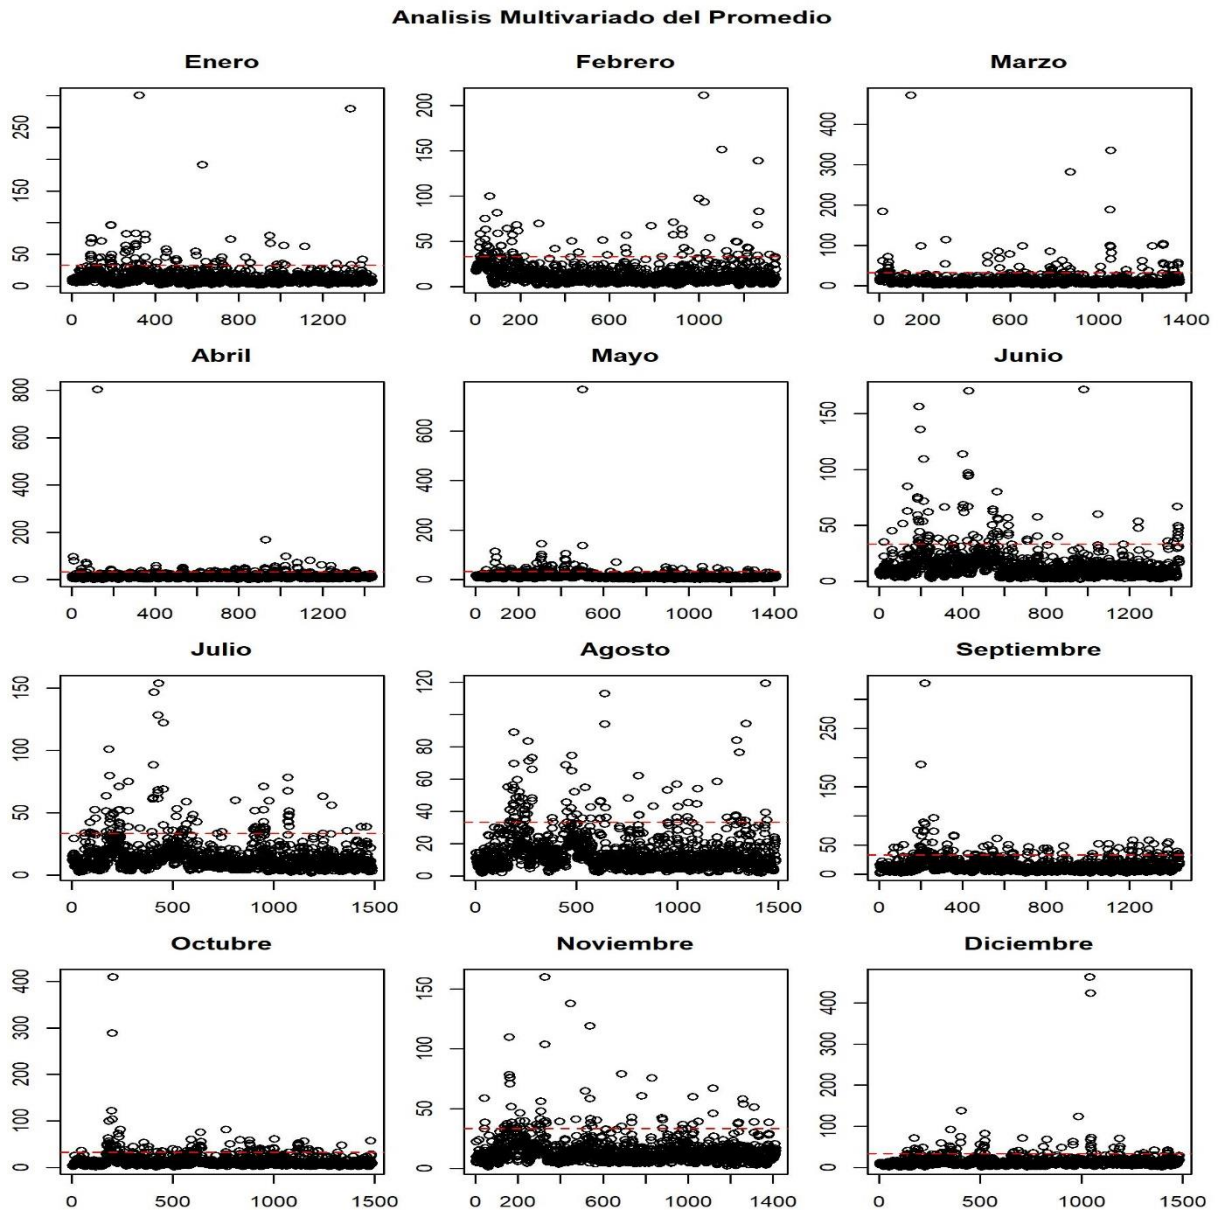 Analisis Multivariado del Promedio
Enero
Febrero
Marzo
0 50 150 250
0 400 800 1200
0 50 100 150 200
0 200 600 1000
0 100 200 300 400
0 200 600 1000 1400
Abril
Mayo
Junio
0 200 400 600 800
0 400 800 1200
0 200 400 600
0 200 600 1000 1400
0 50 100 150
0 400 800 1200
Julio
Agosto
Septiembre
0 50 100 150
0 500 1000 1500
0 20 40 60 80 100 120
0 500 1000 1500
0 50 150 250
0 400 800 1200
Octubre
Noviembre
Diciembre
0 100 200 300 400
0 500 1000 1500
0 50 100 150
0 200 600 1000 1400
0 100 200 300 400
0 500 1000 1500